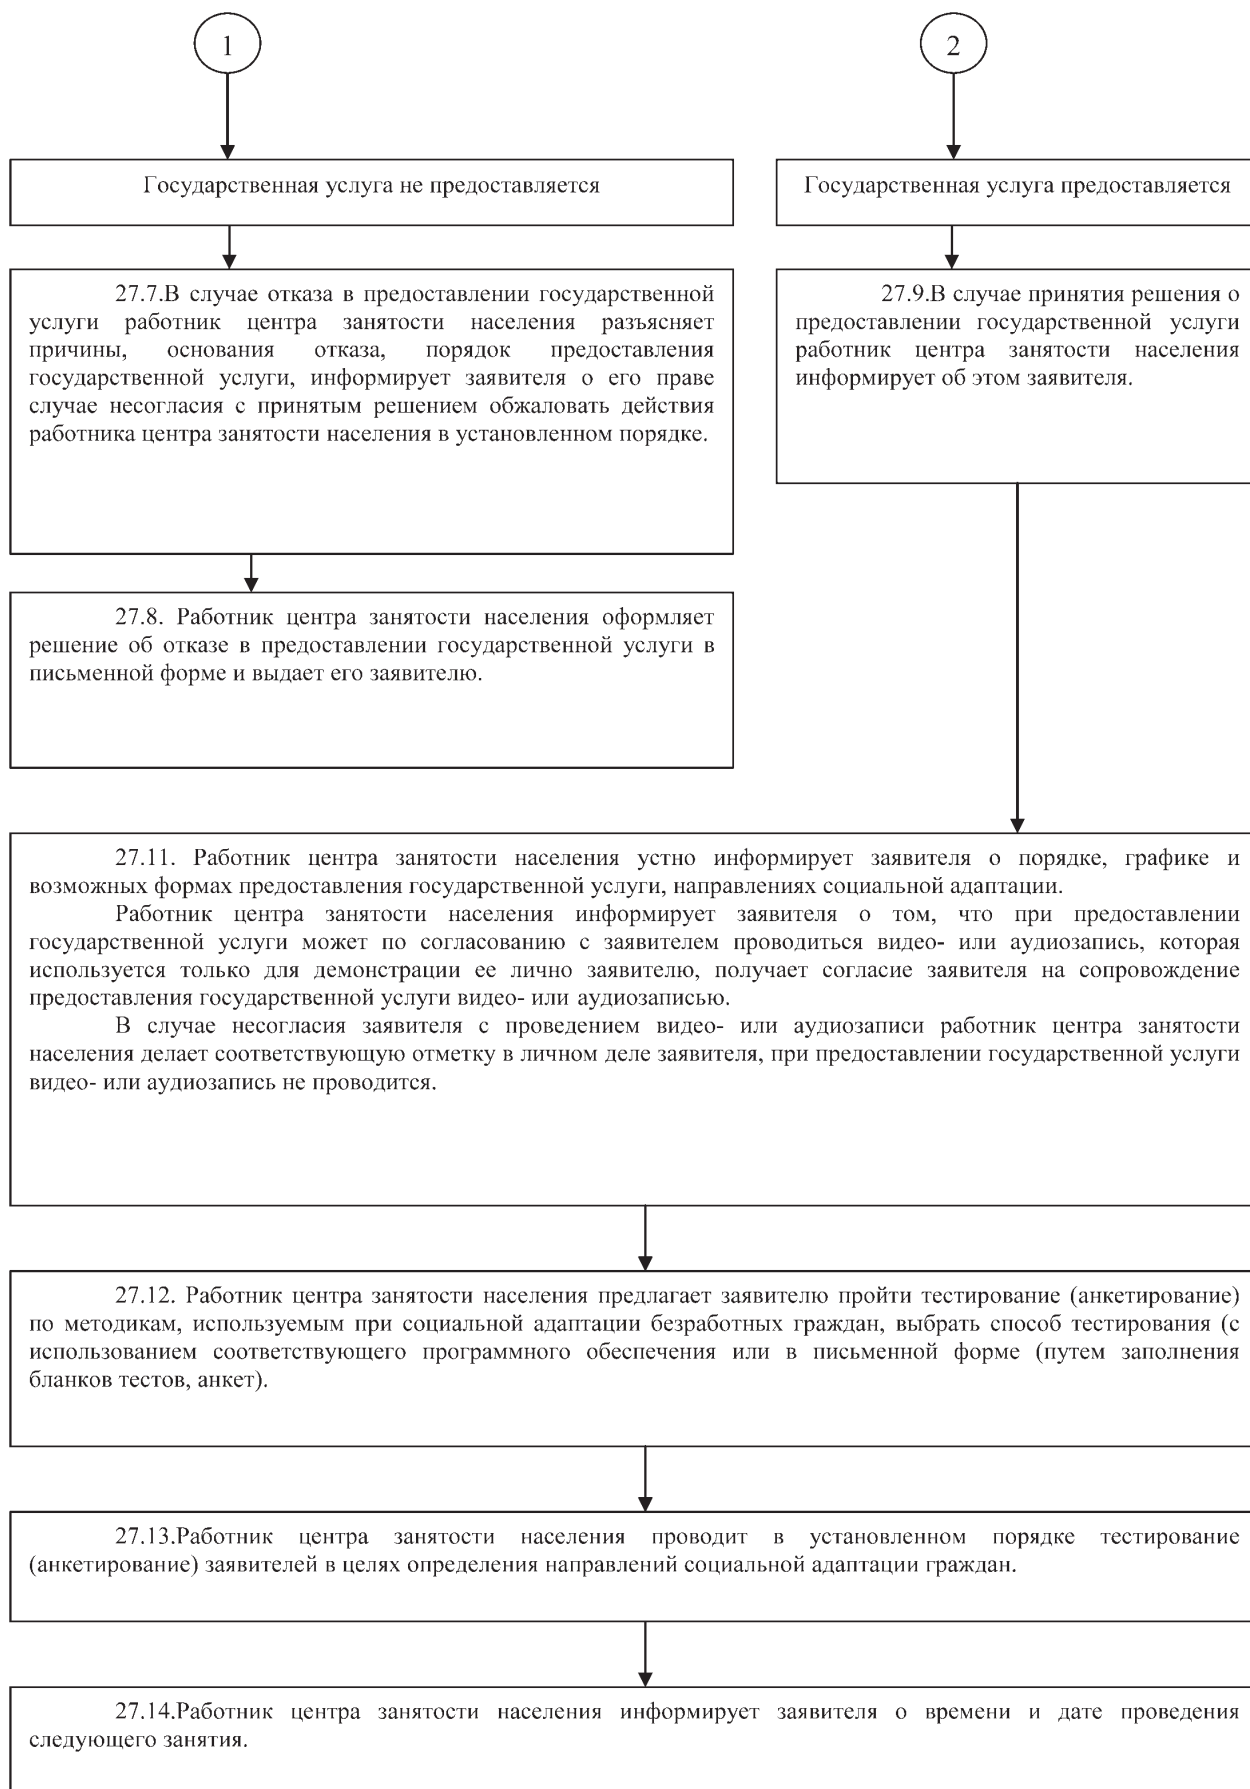 1
2
Государственная услуга не предоставляется
Государственная услуга предоставляется
27.7.В случае отказа в предоставлении государственной
услуги работник центра занятости населения разъясняет
причины, основания отказа, порядок предоставления
государственной услуги, информирует заявителя о его праве
случае несогласия с принятым решением обжаловать действия
работника центра занятости населения в установленном порядке.
27.9.В случае принятия решения о
предоставлении государственной услуги
работник центра занятости населения
информирует об этом заявителя.
27.8. Работник центра занятости населения оформляет
решение об отказе в предоставлении государственной услуги в
письменной форме и выдает его заявителю.
27.11. Работник центра занятости населения устно информирует заявителя о порядке, графике и
возможных формах предоставления государственной услуги, направлениях социальной адаптации.
Работник центра занятости населения информирует заявителя о том, что при предоставлении
государственной услуги может по согласованию с заявителем проводиться видео- или аудиозапись, которая
используется только для демонстрации ее лично заявителю, получает согласие заявителя на сопровождение
предоставления государственной услуги видео- или аудиозаписью.
В случае несогласия заявителя с проведением видео- или аудиозаписи работник центра занятости
населения делает соответствующую отметку в личном деле заявителя, при предоставлении государственной услуги
видео- или аудиозапись не проводится.
27.12. Работник центра занятости населения предлагает заявителю пройти тестирование (анкетирование)
по методикам, используемым при социальной адаптации безработных граждан, выбрать способ тестирования (с
использованием соответствующего программного обеспечения или в письменной форме (путем заполнения
бланков тестов, анкет).
27.13.Работник центра занятости населения проводит в установленном порядке тестирование
(анкетирование) заявителей в целях определения направлений социальной адаптации граждан.
27.14.Работник центра занятости населения информирует заявителя о времени и дате проведения
следующего занятия.